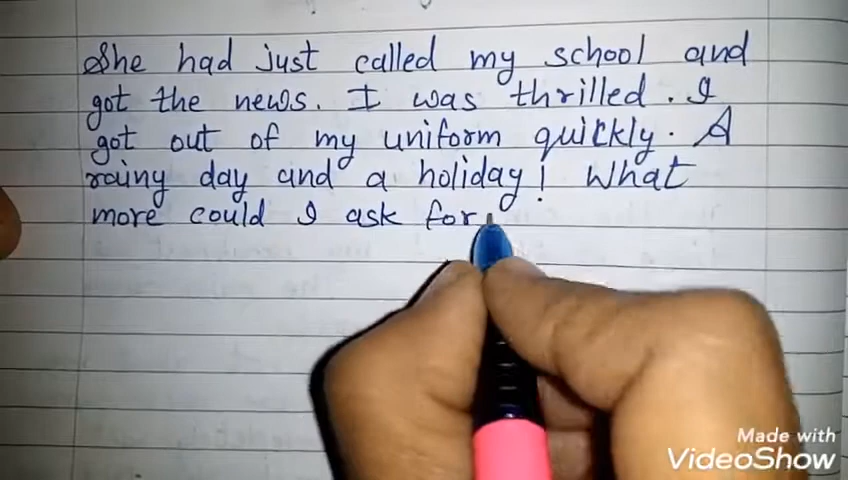 She had just called my school and
got the news. I was thrilled. I
got out of my uniform quickly. A
rainy day and a holiday! What
more could I ask for
Made with
VideoShow